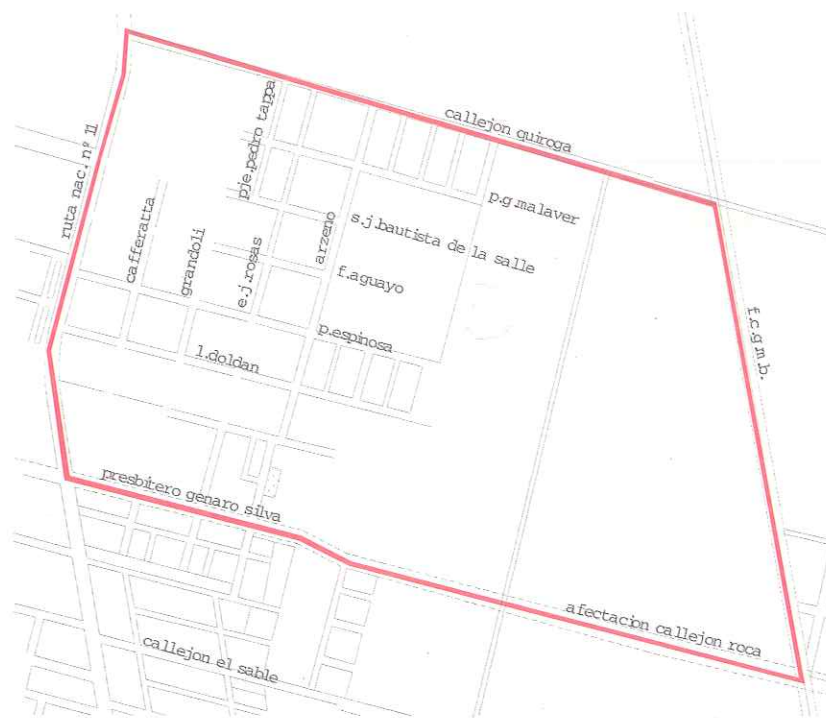 callejon quiroga
pje.pedro tappa
ruta nac. nº 11
p.g.malaver
cafferatta
s.j.bautista de la salle
grandoli
arzeno
e.j.rosas
f.aguayo
f.c.g.m.b.
p.espinosa
l.doldan
presbitero genaro silva
afectacion callejon roca
callejon el sable